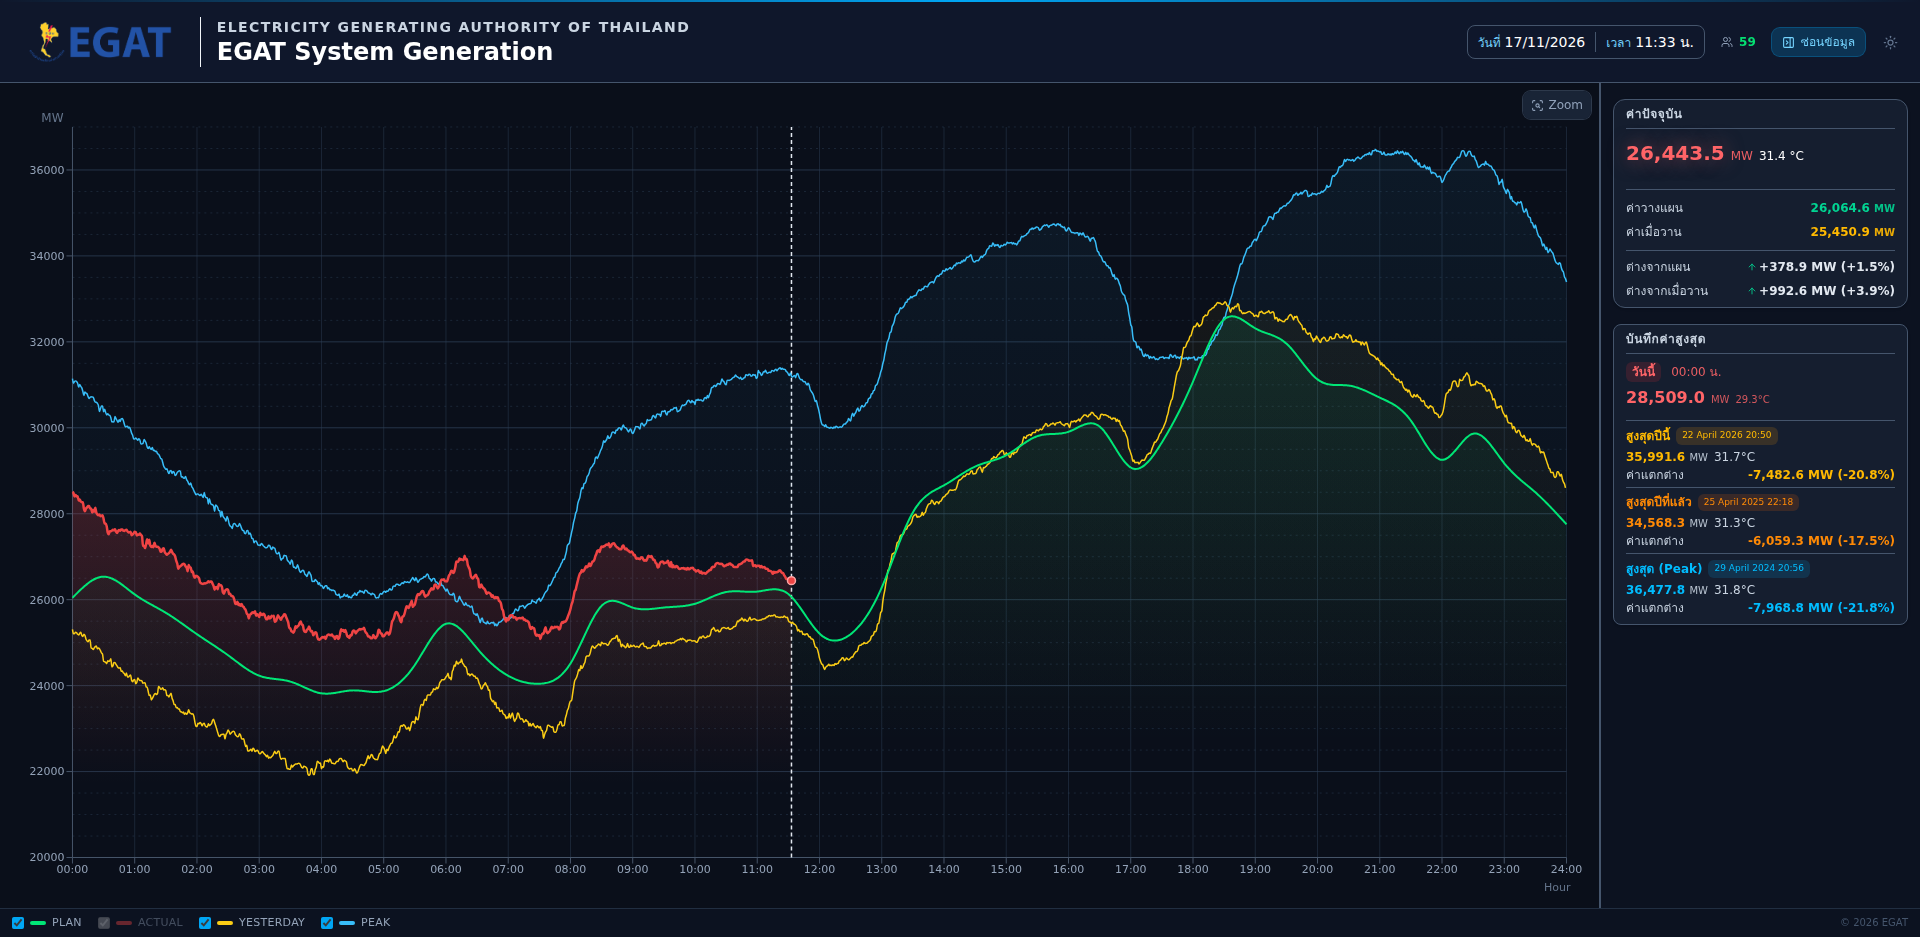 EGAT
ELECTRICITY GENERATING AUTHORITY OF THAILAND
EGAT System Generation
วันที่ 17/11/2026 เวลา 11:33 น.
59
ซ่อนข้อมูล
Zoom
MW
36000
34000
32000
30000
28000
26000
24000
22000
20000
00:00 01:00 02:00 03:00 04:00 05:00 06:00 07:00 08:00 09:00 10:00 11:00 12:00 13:00 14:00 15:00 16:00 17:00 18:00 19:00 20:00 21:00 22:00 23:00 24:00
Hour
ค่าปัจจุบัน
26,443.5 MW 31.4 °C
ค่าวางแผน 26,064.6 MW
ค่าเมื่อวาน 25,450.9 MW
ต่างจากแผน ↑ +378.9 MW (+1.5%)
ต่างจากเมื่อวาน ↑ +992.6 MW (+3.9%)
บันทึกค่าสูงสุด
วันนี้ 00:00 น.
28,509.0 MW 29.3°C
สูงสุดปีนี้ 22 April 2026 20:50
35,991.6 MW 31.7°C
ค่าแตกต่าง -7,482.6 MW (-20.8%)
สูงสุดปีที่แล้ว 25 April 2025 22:18
34,568.3 MW 31.3°C
ค่าแตกต่าง -6,059.3 MW (-17.5%)
สูงสุด (Peak) 29 April 2024 20:56
36,477.8 MW 31.8°C
ค่าแตกต่าง -7,968.8 MW (-21.8%)
PLAN ACTUAL YESTERDAY PEAK
© 2026 EGAT